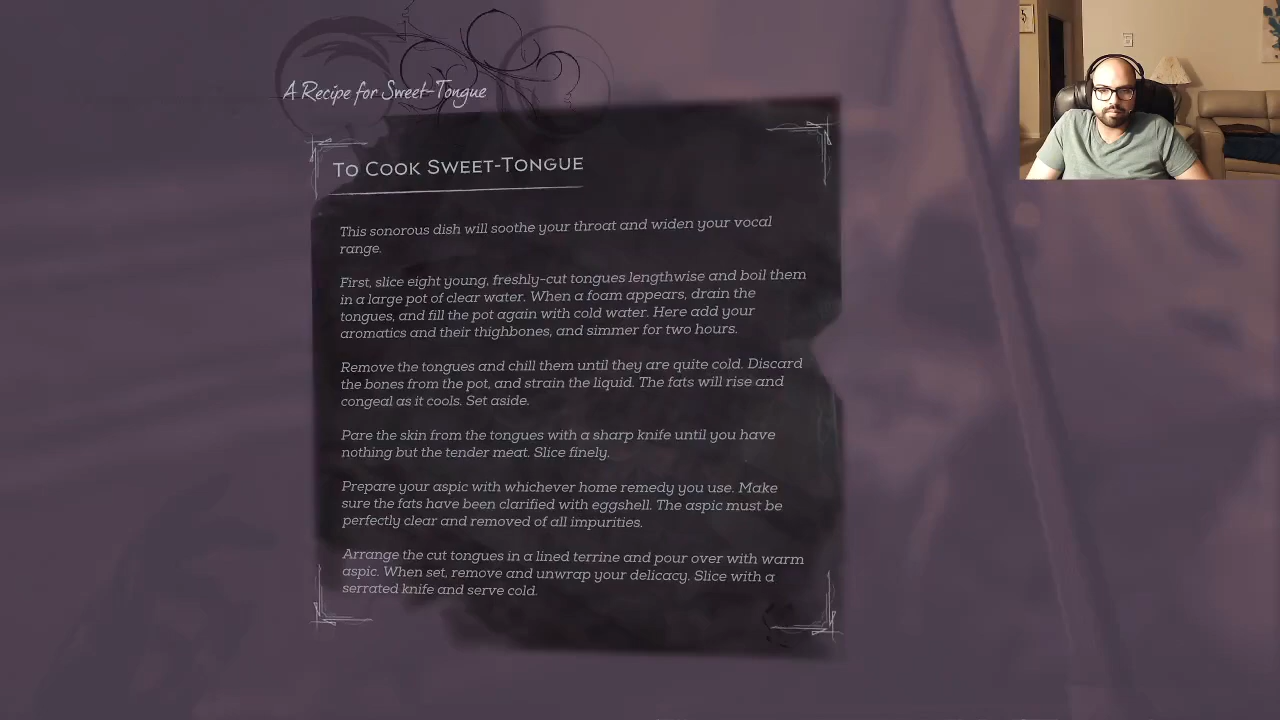 A Recipe for Sweet-Tongue
To Cook Sweet-Tongue
This sonorous dish will soothe your throat and widen your vocal
range.
First, slice eight young, freshly-cut tongues lengthwise and boil them
in a large pot of clear water. When a foam appears, drain the
tongues, and fill the pot again with cold water. Here add your
aromatics and their thighbones, and simmer for two hours.
Remove the tongues and chill them until they are quite cold. Discard
the bones from the pot, and strain the liquid. The fats will rise and
congeal as it cools. Set aside.
Pare the skin from the tongues with a sharp knife until you have
nothing but the tender meat. Slice finely.
Prepare your aspic with whichever home remedy you use. Make
sure the fats have been clarified with eggshell. The aspic must be
perfectly clear and removed of all impurities.
Arrange the cut tongues in a lined terrine and pour over with warm
aspic. When set, remove and unwrap your delicacy. Slice with a
serrated knife and serve cold.